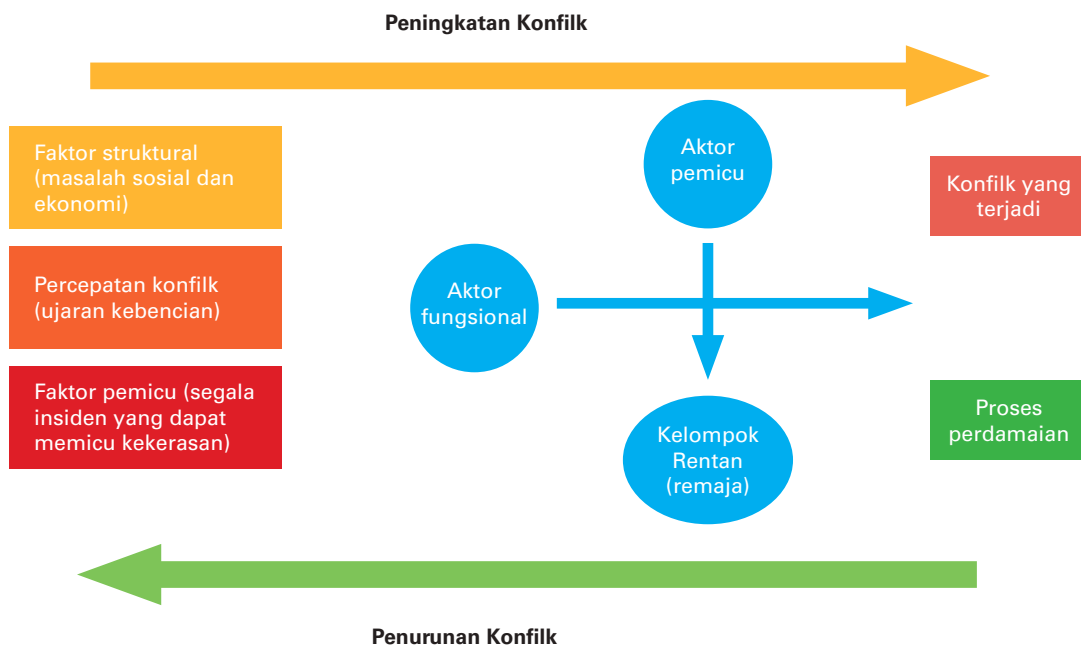 Peningkatan Konfilk
Faktor struktural
(masalah sosial dan
ekonomi)
Percepatan konfilk
(ujaran kebencian)
Faktor pemicu (segala
insiden yang dapat
memicu kekerasan)
Aktor
pemicu
Aktor
fungsional
Kelompok
Rentan
(remaja)
Konfilk yang
terjadi
Proses
perdamaian
Penurunan Konfilk